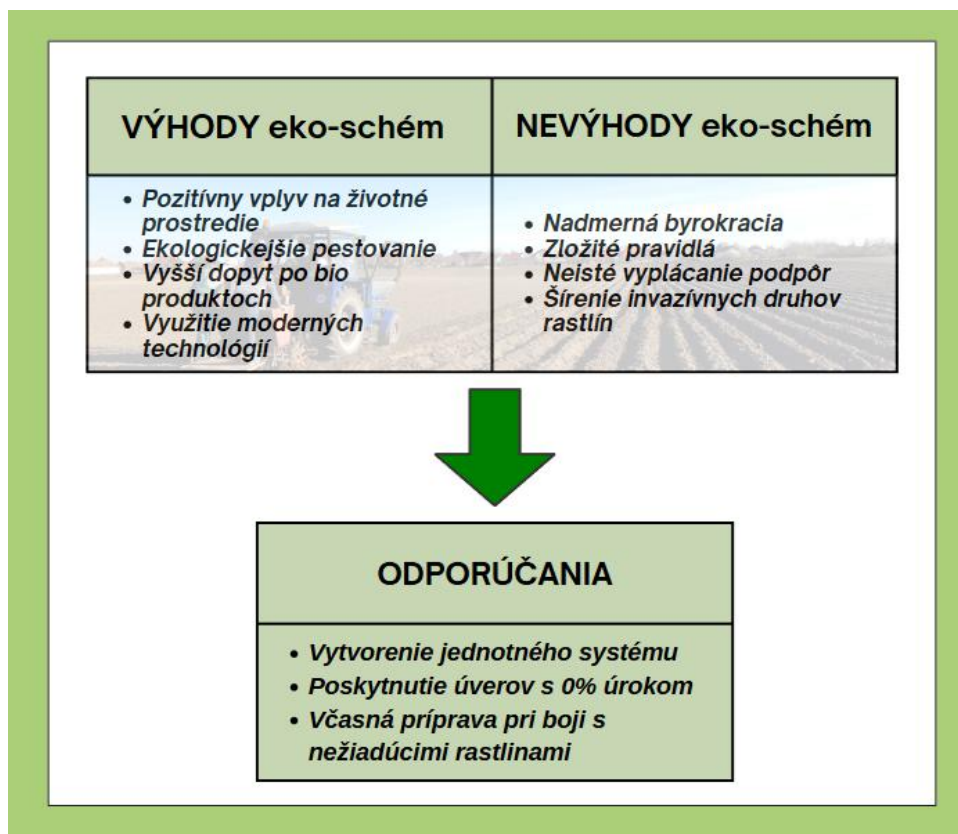 VÝHODY eko-schém
• Pozitívny vplyv na životné
prostredie
• Ekologickejšie pestovanie
• Vyšší dopyt po bio
produktoch
• Využitie moderných
technológií
NEVÝHODY eko-schém
• Nadmerná byrokracia
• Zložité pravidlá
• Neisté vyplácanie podpôr
• Šírenie invazívnych druhov
rastlín
ODPORÚČANIA
• Vytvorenie jednotného systému
• Poskytnutie úverov s 0% úrokom
• Včasná príprava pri boji s
nežiadúcimi rastlinami